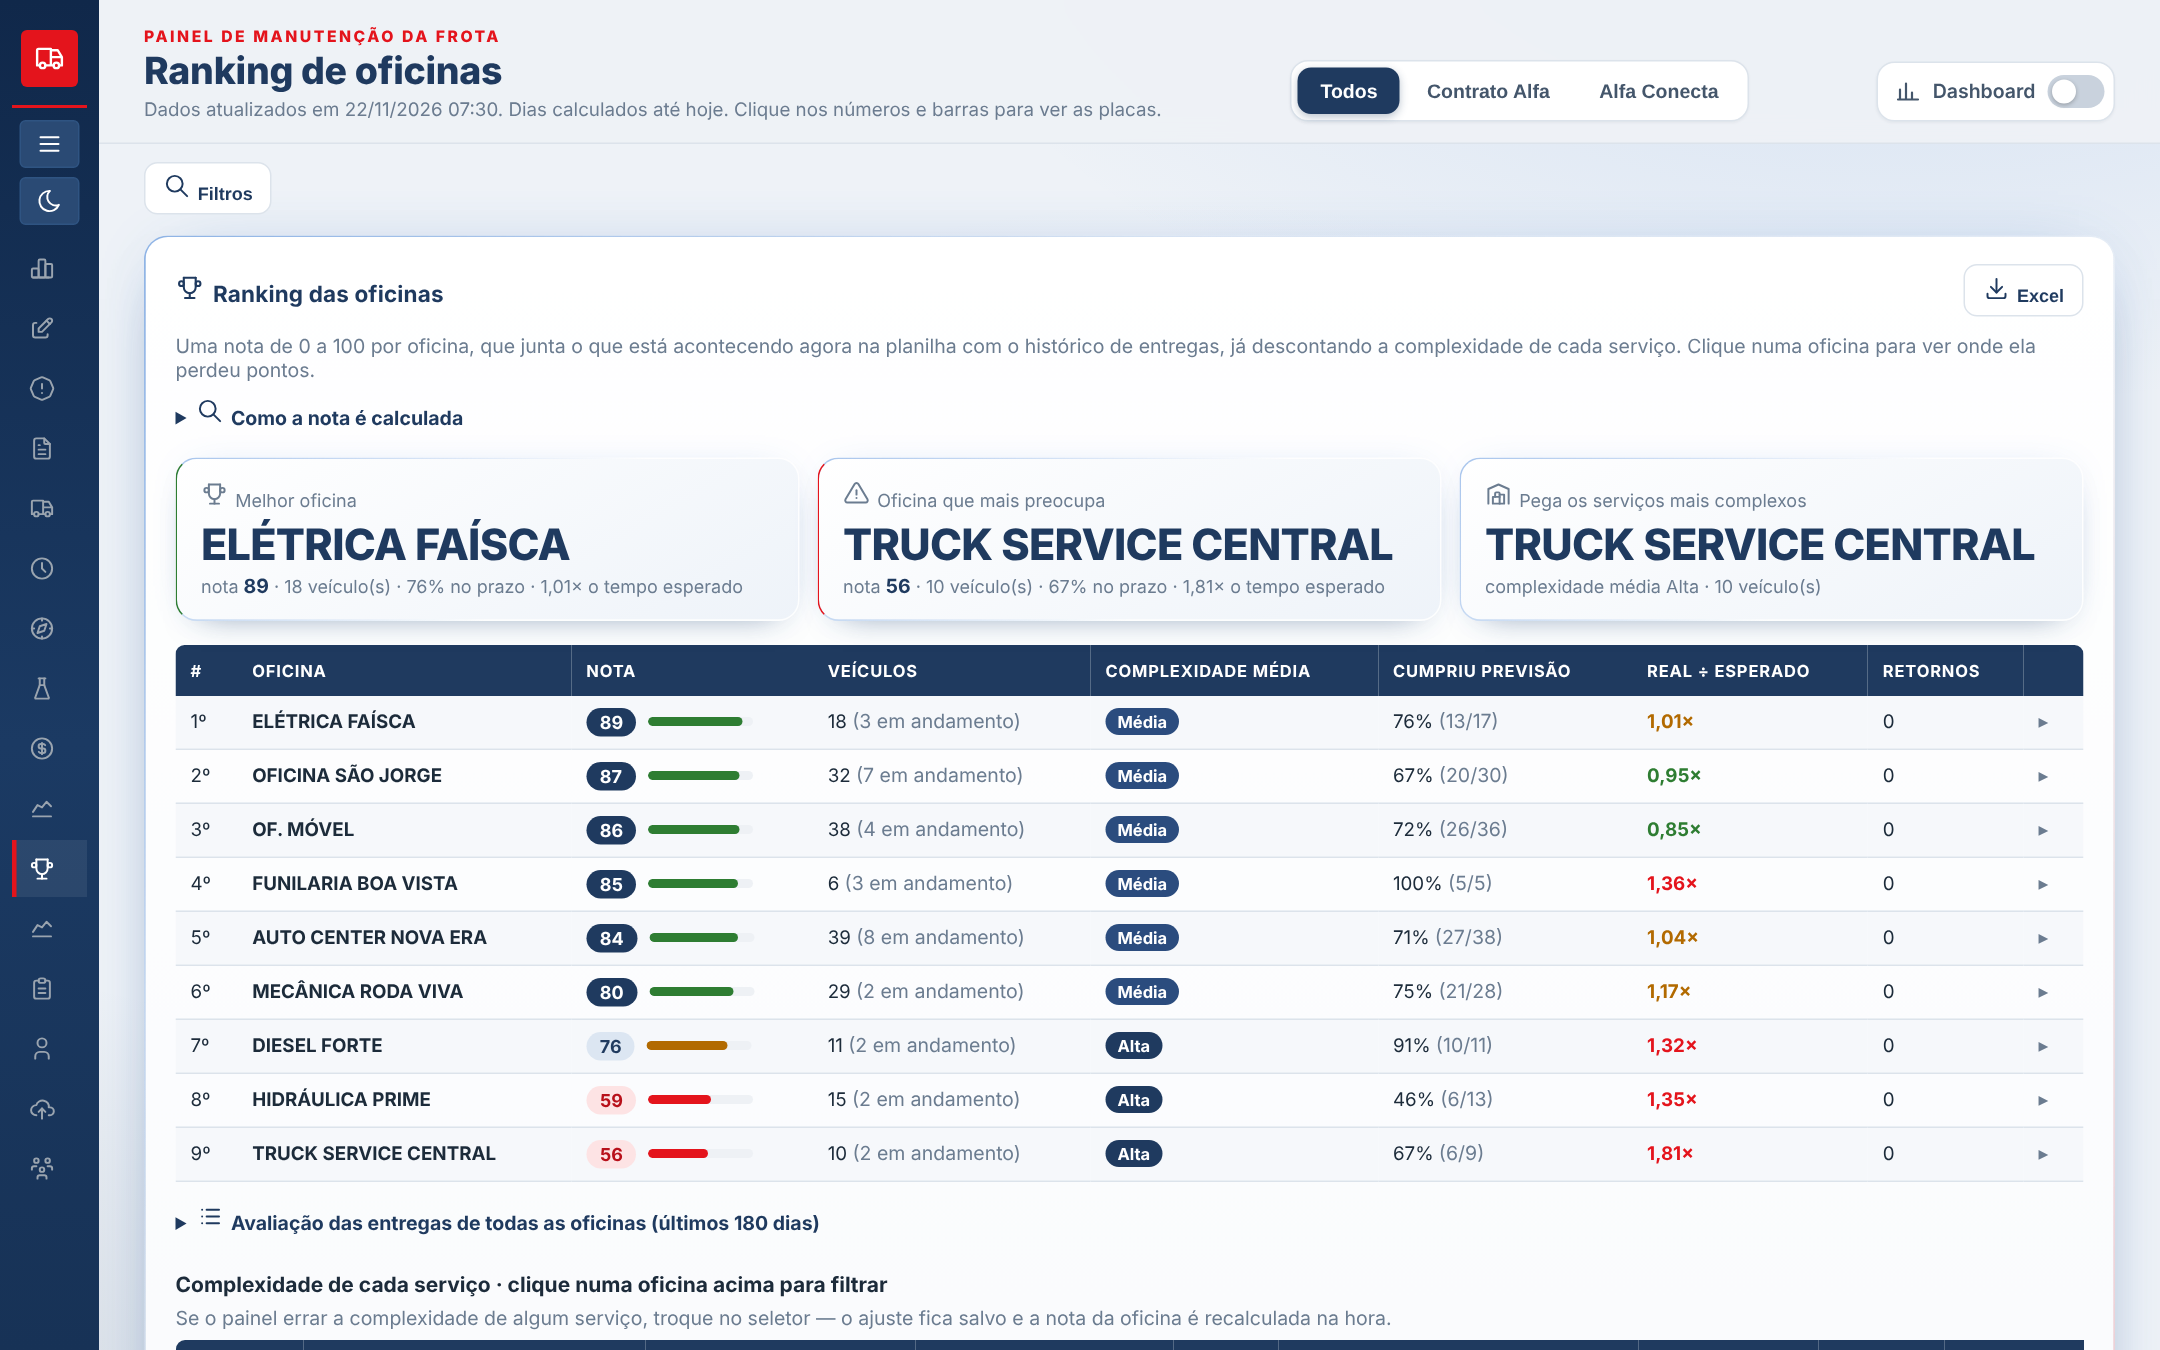 PAINEL DE MANUTENÇÃO DA FROTA
Ranking de oficinas
Dados atualizados em 22/11/2026 07:30. Dias calculados até hoje. Clique nos números e barras para ver as placas.
Todos Contrato Alfa Alfa Conecta
Dashboard
Filtros
Ranking das oficinas
Excel
Uma nota de 0 a 100 por oficina, que junta o que está acontecendo agora na planilha com o histórico de entregas, já descontando a complexidade de cada serviço. Clique numa oficina para ver onde ela
perdeu pontos.
▶ Como a nota é calculada
Melhor oficina
ELÉTRICA FAÍSCA
nota 89 · 18 veículo(s) · 76% no prazo · 1,01× o tempo esperado
Oficina que mais preocupa
TRUCK SERVICE CENTRAL
nota 56 · 10 veículo(s) · 67% no prazo · 1,81× o tempo esperado
Pega os serviços mais complexos
TRUCK SERVICE CENTRAL
complexidade média Alta · 10 veículo(s)
# OFICINA NOTA VEÍCULOS COMPLEXIDADE MÉDIA CUMPRIU PREVISÃO REAL ÷ ESPERADO RETORNOS
1º ELÉTRICA FAÍSCA 89 18 (3 em andamento) Média 76% (13/17) 1,01× 0 ▸
2º OFICINA SÃO JORGE 87 32 (7 em andamento) Média 67% (20/30) 0,95× 0 ▸
3º OF. MÓVEL 86 38 (4 em andamento) Média 72% (26/36) 0,85× 0 ▸
4º FUNILARIA BOA VISTA 85 6 (3 em andamento) Média 100% (5/5) 1,36× 0 ▸
5º AUTO CENTER NOVA ERA 84 39 (8 em andamento) Média 71% (27/38) 1,04× 0 ▸
6º MECÂNICA RODA VIVA 80 29 (2 em andamento) Média 75% (21/28) 1,17× 0 ▸
7º DIESEL FORTE 76 11 (2 em andamento) Alta 91% (10/11) 1,32× 0 ▸
8º HIDRÁULICA PRIME 59 15 (2 em andamento) Alta 46% (6/13) 1,35× 0 ▸
9º TRUCK SERVICE CENTRAL 56 10 (2 em andamento) Alta 67% (6/9) 1,81× 0 ▸
▶ Avaliação das entregas de todas as oficinas (últimos 180 dias)
Complexidade de cada serviço · clique numa oficina acima para filtrar
Se o painel errar a complexidade de algum serviço, troque no seletor — o ajuste fica salvo e a nota da oficina é recalculada na hora.